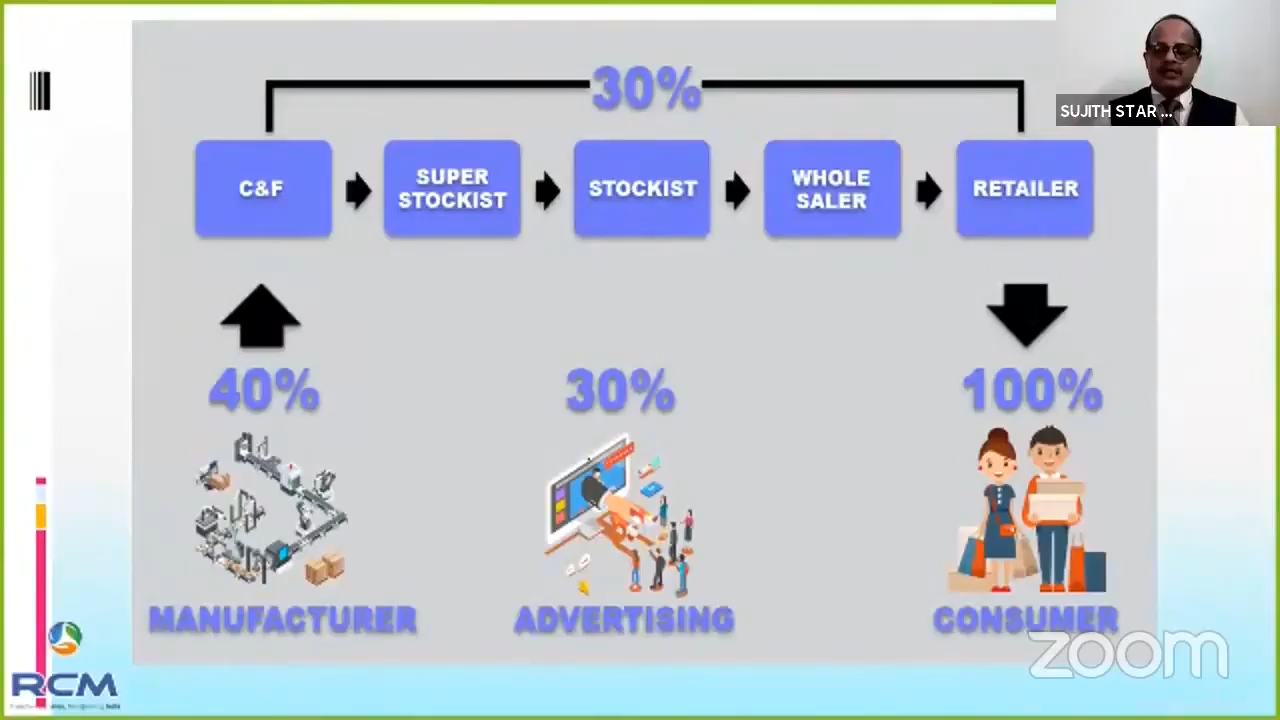 30%
SUJITH STAR ...
C&F
SUPER
STOCKIST
STOCKIST
WHOLE
SALER
RETAILER
40%
30%
100%
MANUFACTURER
ADVERTISING
CONSUMER
zoom
RCM